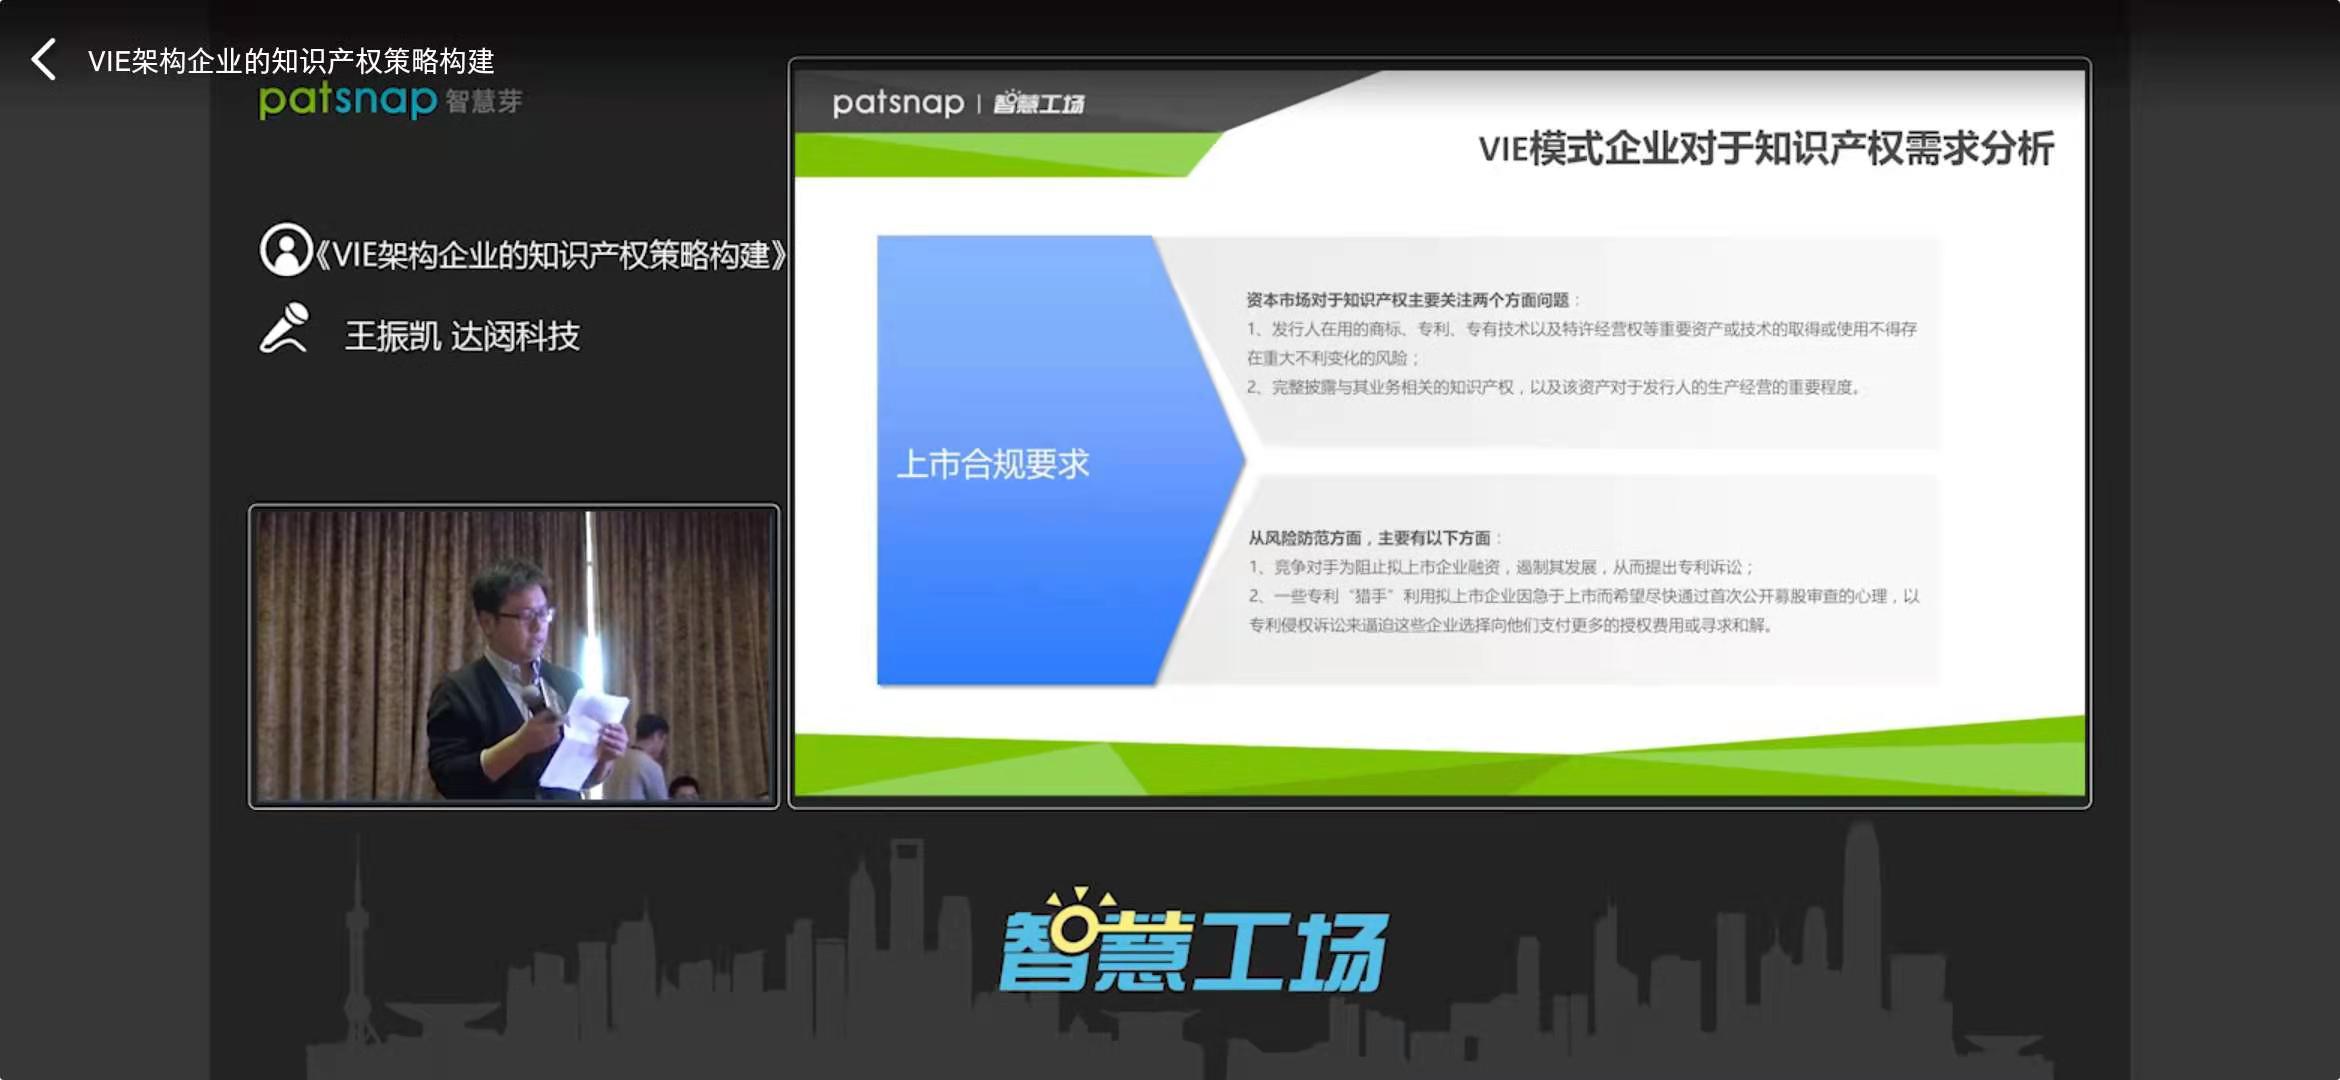 VIE架构企业的知识产权策略构建
patsnap 智慧芽
《VIE架构企业的知识产权策略构建》
王振凯 达闼科技
patsnap | 智慧工场
VIE模式企业对于知识产权需求分析
上市合规要求
资本市场对于知识产权主要关注两个方面问题：
1、发行人在用的商标、专利、专有技术以及特许经营权等重要资产或技术的取得或使用不得存
在重大不利变化的风险；
2、完整披露与其业务相关的知识产权，以及该资产对于发行人的生产经营的重要程度。
从风险防范方面，主要有以下方面：
1、竞争对手为阻止拟上市企业融资，遏制其发展，从而提出专利诉讼；
2、一些专利“猎手”利用拟上市企业因急于上市而希望尽快通过首次公开募股审查的心理，以
专利侵权诉讼来逼迫这些企业选择向他们支付更多的授权费用或寻求和解。
智慧工场